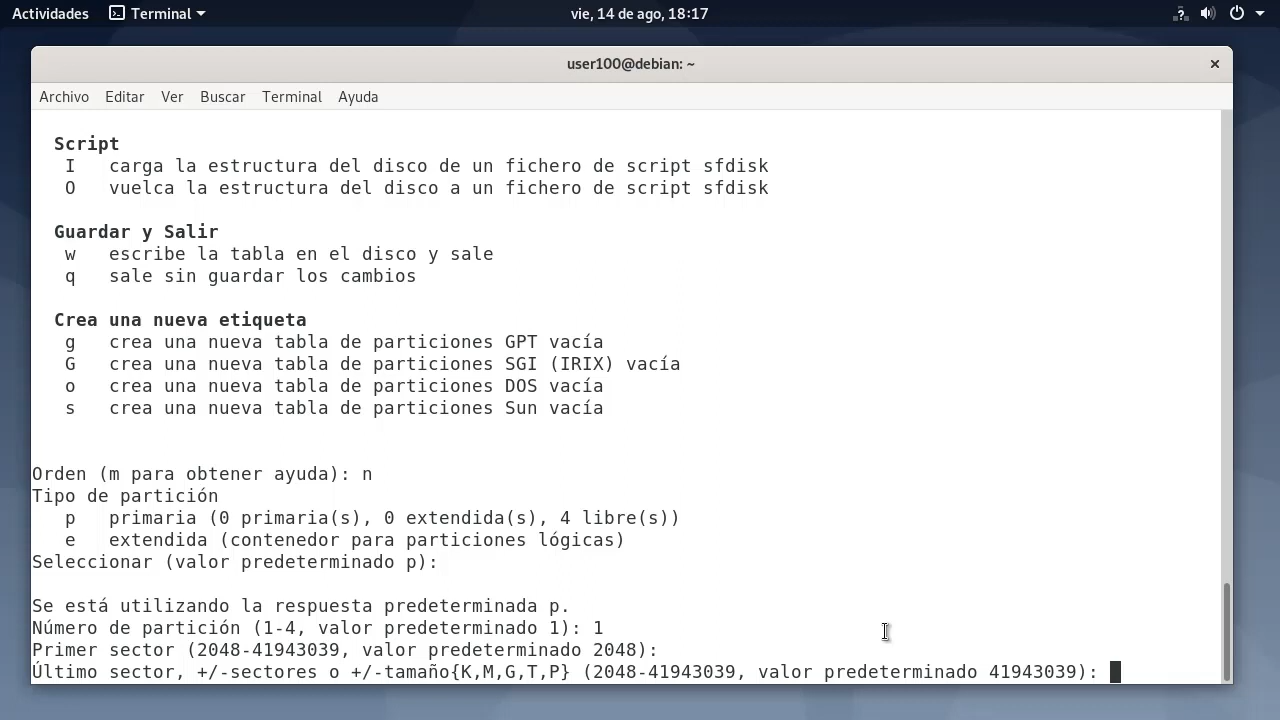 Actividades Terminal vie, 14 de ago, 18:17
user100@debian: ~
Archivo Editar Ver Buscar Terminal Ayuda
Script
I carga la estructura del disco de un fichero de script sfdisk
O vuelca la estructura del disco a un fichero de script sfdisk
Guardar y Salir
w escribe la tabla en el disco y sale
q sale sin guardar los cambios
Crea una nueva etiqueta
g crea una nueva tabla de particiones GPT vacía
G crea una nueva tabla de particiones SGI (IRIX) vacía
o crea una nueva tabla de particiones DOS vacía
s crea una nueva tabla de particiones Sun vacía
Orden (m para obtener ayuda): n
Tipo de partición
p primaria (0 primaria(s), 0 extendida(s), 4 libre(s))
e extendida (contenedor para particiones lógicas)
Seleccionar (valor predeterminado p):
Se está utilizando la respuesta predeterminada p.
Número de partición (1-4, valor predeterminado 1): 1
Primer sector (2048-41943039, valor predeterminado 2048):
Último sector, +/-sectores o +/-tamaño{K,M,G,T,P} (2048-41943039, valor predeterminado 41943039):